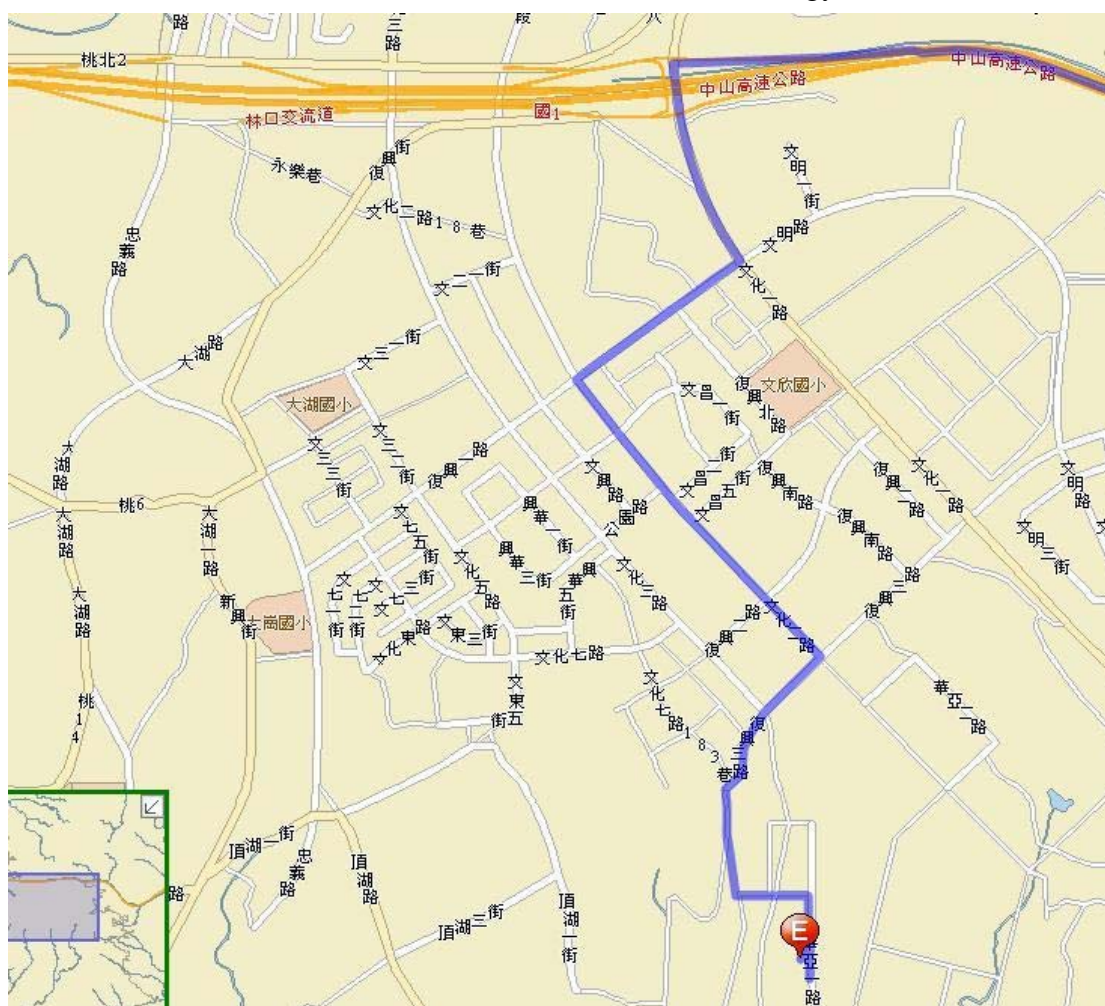 路
三路
段
八
桃北2
中山高速公路
中山高速公路
林口交流道
國1
復興街
永樂巷
文明一街
文化二路18巷
文明路
忠義路
文二一街
文化一路
大湖路
文三一街
文欣國小
復興北路
文昌一街
大湖國小
文三三街
文三二街
復興一路
文興路
公園路
文昌二街
文昌五街
復興南路
復興二路
文化一路
文明路
大湖路
桃6
大湖路
大湖一路
文七五街
興華一街
復興南路
文明三街
文
新興街
大崗國小
大湖路
文七一街
文七二街
文七三街
文化五路
興華三街
興華五街
文化三路
復興二路
文化二路
復興三路
文化東路
文東三街
文化七路
文東五街
文化七路183巷
復興三路
華亞二路
桃14
頂湖一街
忠義路
頂湖路
路
頂湖三街
頂湖一街
E
華亞一路